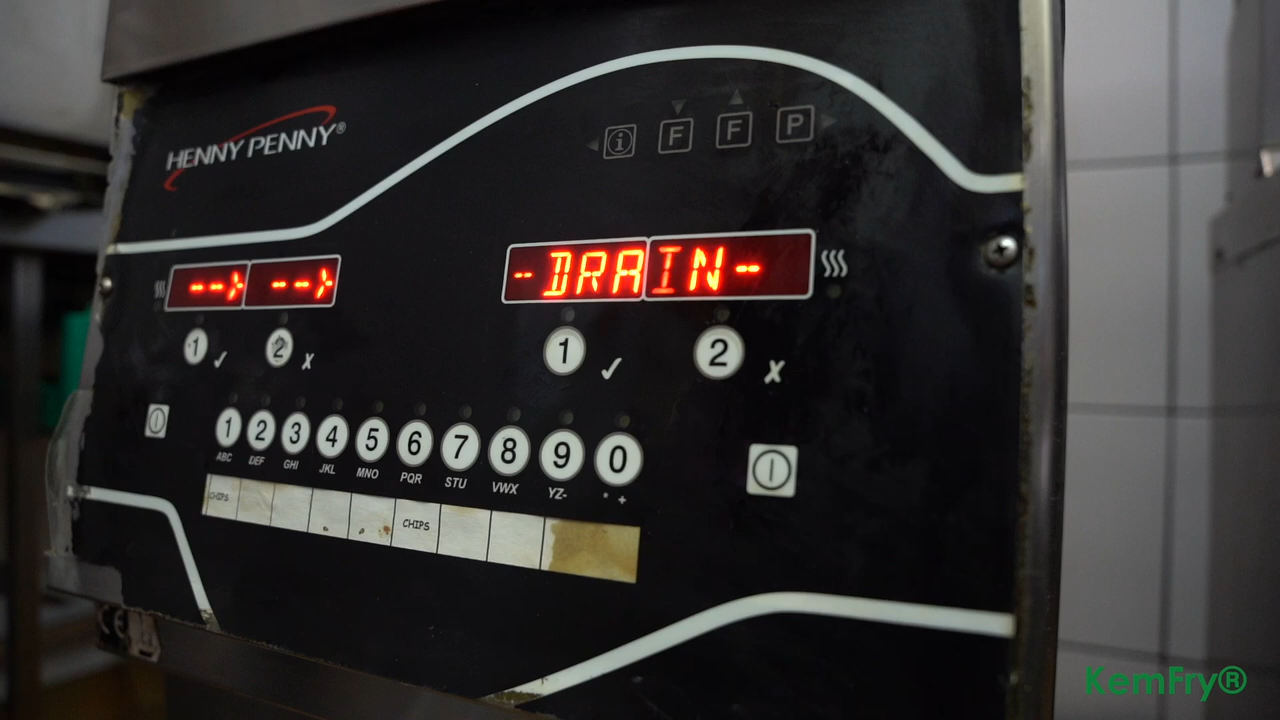 HENNY PENNY®
i F F P
--> -->
-DRAIN-
1 ✓ 2 ✗
1 ✓ 2 ✗
1 2 3 4 5 6 7 8 9 0
ABC DEF GHI JKL MNO PQR STU VWX YZ- * +
CHIPS CHIPS
CE
KemFry®